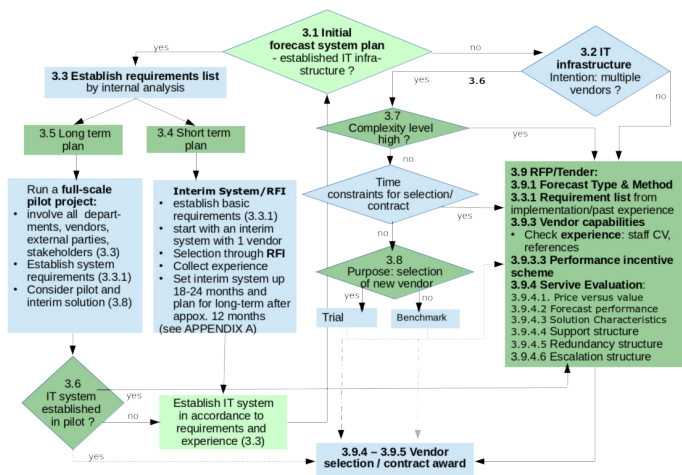 3.1 Initial
forecast system plan
- established IT infra-
structure ?
yes
no
3.2 IT
infrastructure
Intention: multiple
vendors ?
3.3 Establish requirements list
by internal analysis
yes
3.6
no
3.5 Long term
plan
3.4 Short term
plan
3.7
Complexity level
high ?
yes
no
Run a full-scale
pilot project:
• involve all depart-
ments, vendors,
external parties,
stakeholders (3.3)
• Establish system
requirements (3.3.1)
• Consider pilot and
interim solution (3.8)
Interim System/RFI
• establish basic
requirements (3.3.1)
• start with an interim
system with 1 vendor
• Selection through RFI
• Collect experience
• Set interim system up
18-24 months and
plan for long-term after
appox. 12 months
(see APPENDIX A)
Time
constraints for selection/
contract
yes
no
3.8
Purpose: selection
of new vendor
yes
no
Trial
Benchmark
3.9 RFP/Tender:
3.9.1 Forecast Type & Method
3.3.1 Requirement list from
implementation/past experience
3.9.3 Vendor capabilities
• Check experience: staff CV,
references
3.9.3.3 Performance incentive
scheme
3.9.4 Servive Evaluation:
3.9.4.1. Price versus value
3.9.4.2 Forecast performance
3.9.4.3 Solution Characteristics
3.9.4.4 Support structure
3.9.4.5 Redundancy structure
3.9.4.6 Escalation structure
3.6
IT system
established
in pilot ?
yes
no
yes
Establish IT system
in accordance to
requirements and
experience (3.3)
3.9.4 – 3.9.5 Vendor
selection / contract award